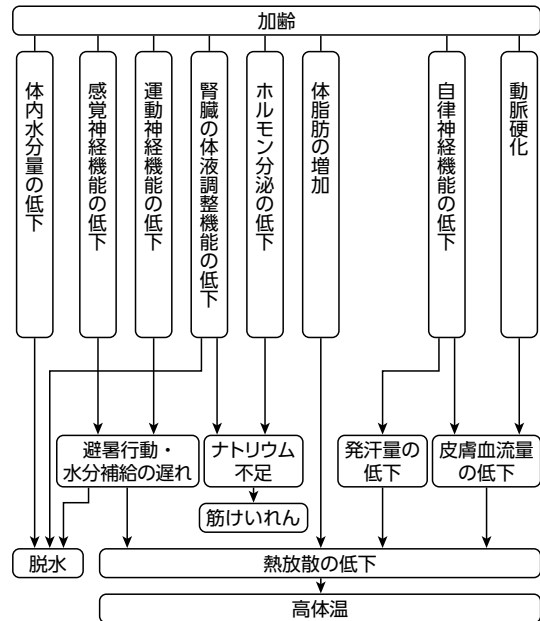 加齢
体内水分量の低下
感覚神経機能の低下
運動神経機能の低下
腎臓の体液調整機能の低下
ホルモン分泌の低下
体脂肪の増加
自律神経機能の低下
動脈硬化
避暑行動・
水分補給の遅れ
ナトリウム
不足
発汗量の
低下
皮膚血流量
の低下
筋けいれん
脱水
熱放散の低下
高体温